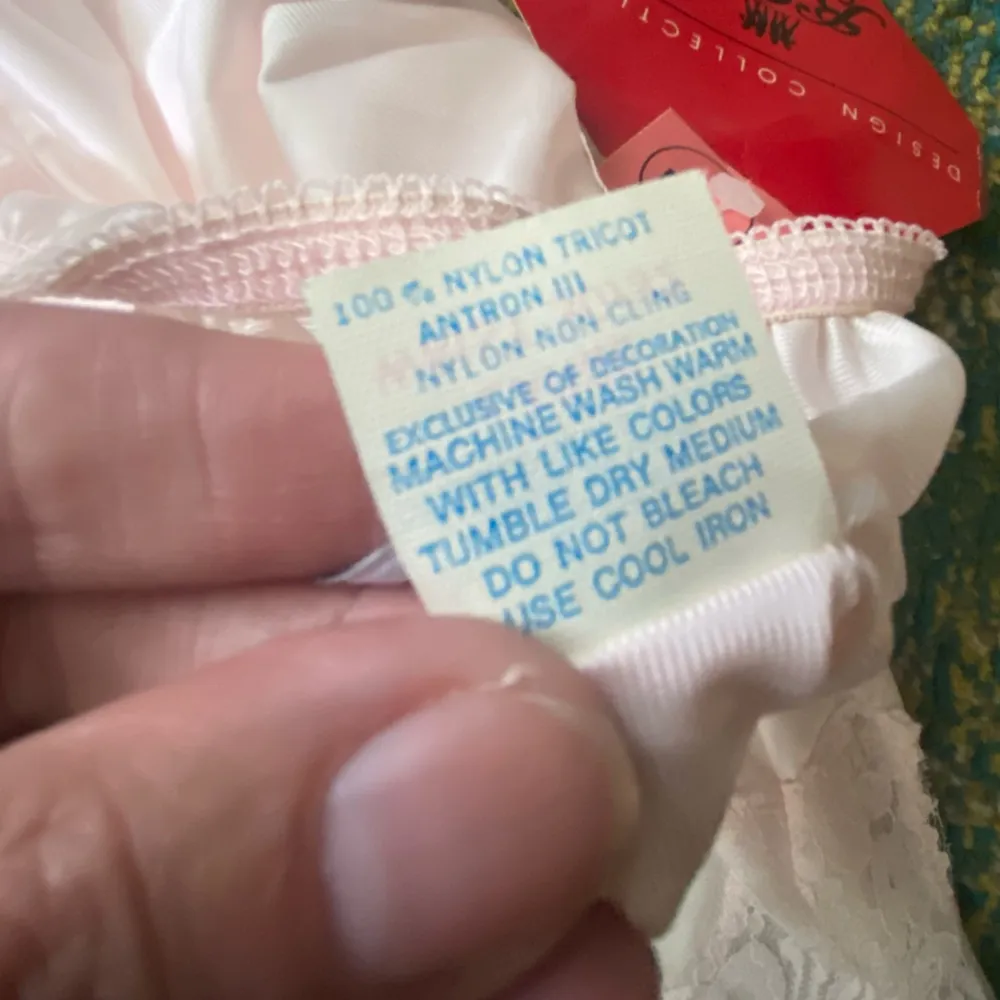 100 % NYLON TRICOT
ANTRON III
NYLON NON CLING
EXCLUSIVE OF DECORATION
MACHINE WASH WARM
WITH LIKE COLORS
TUMBLE DRY MEDIUM
DO NOT BLEACH
USE COOL IRON
DESIGN COLLECTI